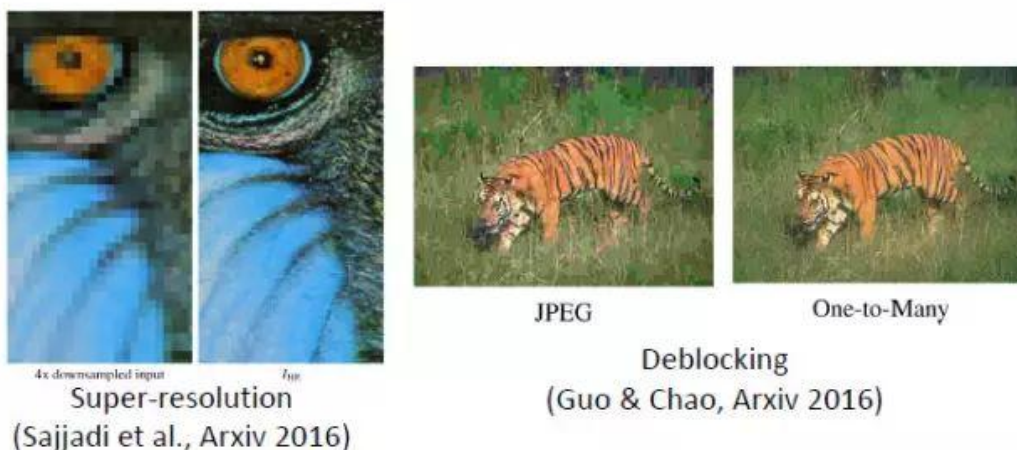 4x downsampled input
I_HR
Super-resolution
(Sajjadi et al., Arxiv 2016)
JPEG
One-to-Many
Deblocking
(Guo & Chao, Arxiv 2016)